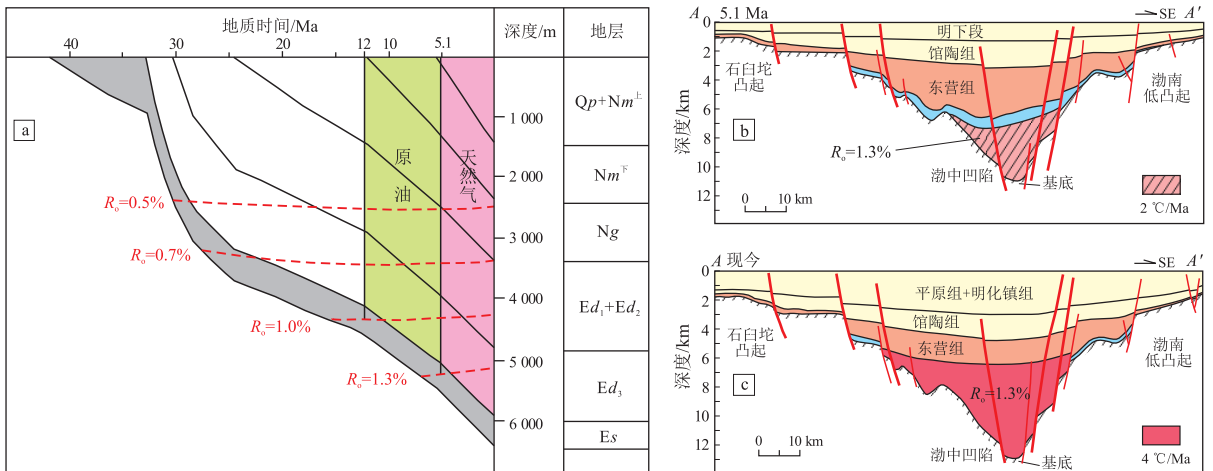 地质时间/Ma
深度/m
地层
40
30
20
12
10
5.1
a
原油
天然气
Rₒ=0.5%
Rₒ=0.7%
Rₒ=1.0%
Rₒ=1.3%
1 000
2 000
3 000
4 000
5 000
6 000
Qp+Nm上
Nm下
Ng
Ed₁+Ed₂
Ed₃
Es
A
5.1 Ma
SE
A′
深度/km
0
2
4
6
8
10
12
明下段
馆陶组
东营组
石臼坨
凸起
渤南
低凸起
b
Rₒ=1.3%
渤中凹陷
基底
0
10 km
2 ℃/Ma
A 现今
SE
A′
深度/km
0
2
4
6
8
10
12
平原组+明化镇组
馆陶组
东营组
石臼坨
凸起
渤南
低凸起
c
Rₒ=1.3%
渤中凹陷
基底
0
10 km
4 ℃/Ma